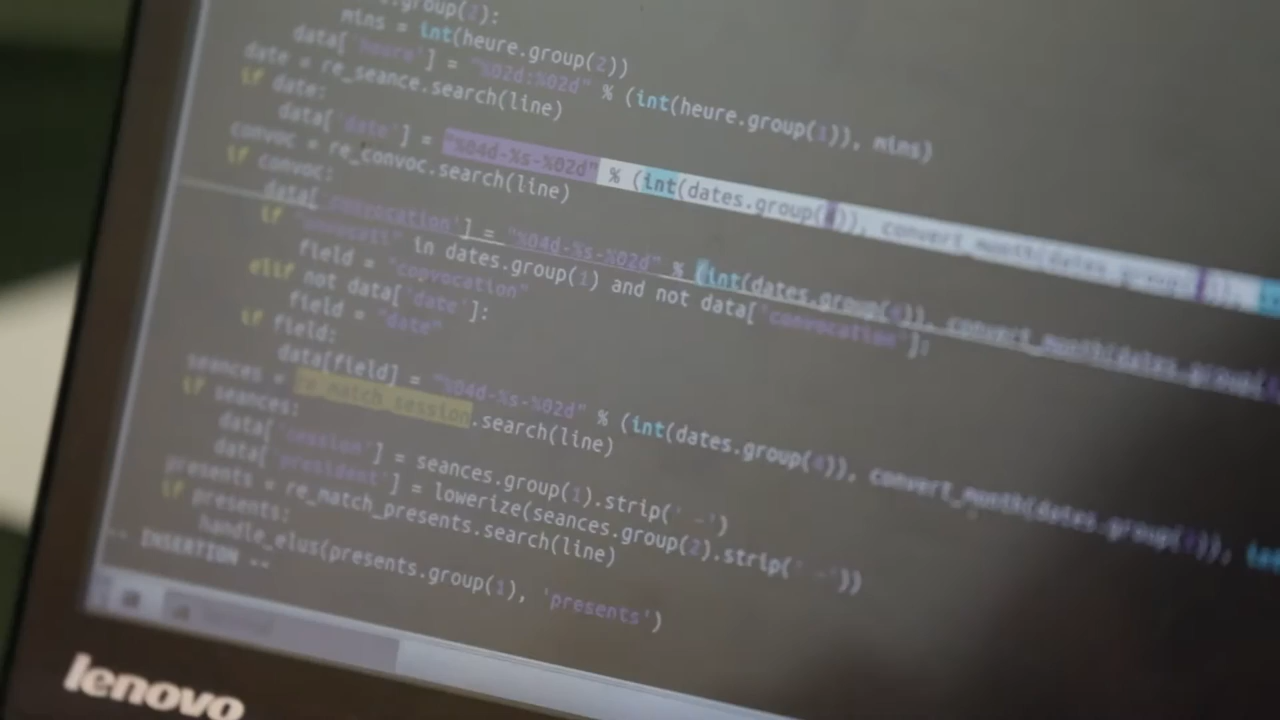 .group(2):
mins = int(heure.group(2))
data['heure'] = "%02d:%02d" % (int(heure.group(1)), mins)
date = re_seance.search(line)
if date:
data['date'] = "%04d-%s-%02d" % (int(dates.group(4)), convert_month(dates.group(
convoc = re_convoc.search(line)
if convoc:
data['convocation'] = "%04d-%s-%02d" % (int(dates.group(4)), convert_month(dates.group(
if in dates.group(1) and not data['convocation']:
field = "convocation"
elif not data['date']:
field = "date"
if field:
data[field] = "%04d-%s-%02d" % (int(dates.group(4)), convert_month(dates.group( )), int
seances = re_match_session.search(line)
if seances:
data['session'] = seances.group(1).strip(' -')
data['president'] = lowerize(seances.group(2).strip(' -'))
presents = re_match_presents.search(line)
if presents:
handle_elus(presents.group(1), 'presents')
-- INSERTION --
lenovo